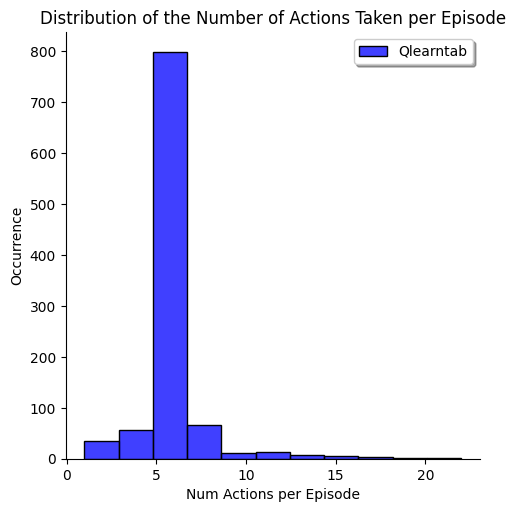 Distribution of the Number of Actions Taken per Episode
Qlearntab
800
700
600
500
400
300
200
100
0
Occurrence
0 5 10 15 20
Num Actions per Episode